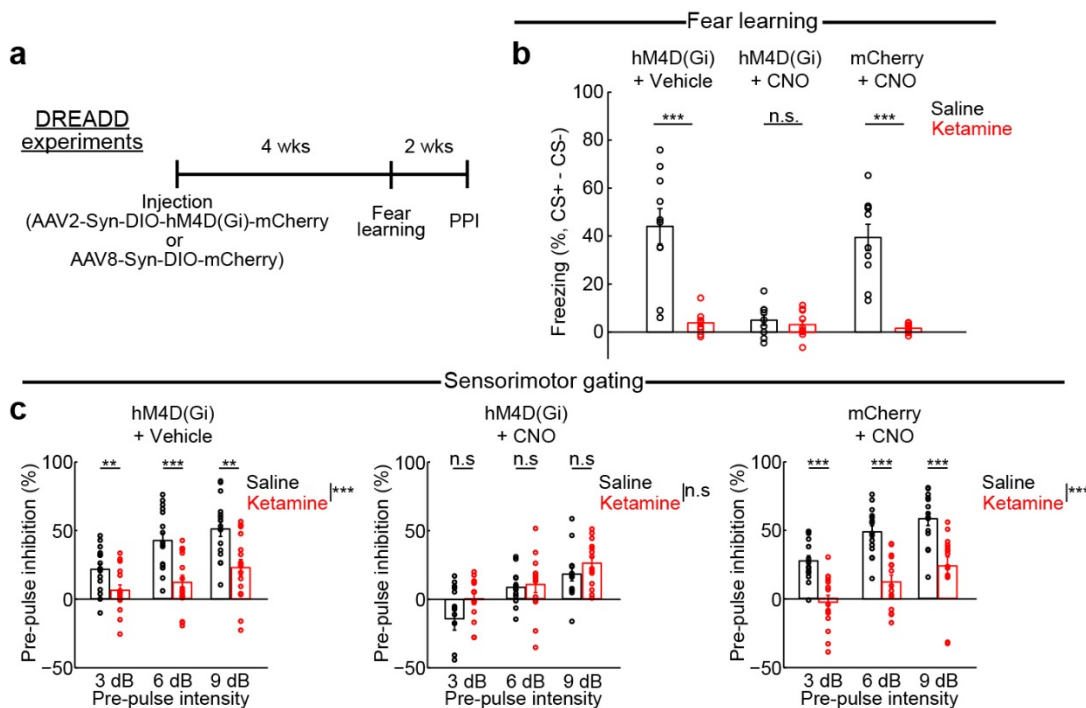 Fear learning
a
DREADD
experiments
4 wks
2 wks
Injection
(AAV2-Syn-DIO-hM4D(Gi)-mCherry
or
AAV8-Syn-DIO-mCherry)
Fear
learning
PPI
b
hM4D(Gi)
+ Vehicle
hM4D(Gi)
+ CNO
mCherry
+ CNO
Saline
Ketamine
***
n.s.
***
Freezing (%, CS+ - CS-)
100
80
60
40
20
0
Sensorimotor gating
c
hM4D(Gi)
+ Vehicle
Pre-pulse inhibition (%)
100
50
0
−50
**
***
**
Saline
Ketamine
***
3 dB
6 dB
9 dB
Pre-pulse intensity
hM4D(Gi)
+ CNO
Pre-pulse inhibition (%)
100
50
0
−50
n.s
n.s
n.s
Saline
Ketamine
n.s
3 dB
6 dB
9 dB
Pre-pulse intensity
mCherry
+ CNO
Pre-pulse inhibition (%)
100
50
0
−50
***
***
***
Saline
Ketamine
***
3 dB
6 dB
9 dB
Pre-pulse intensity